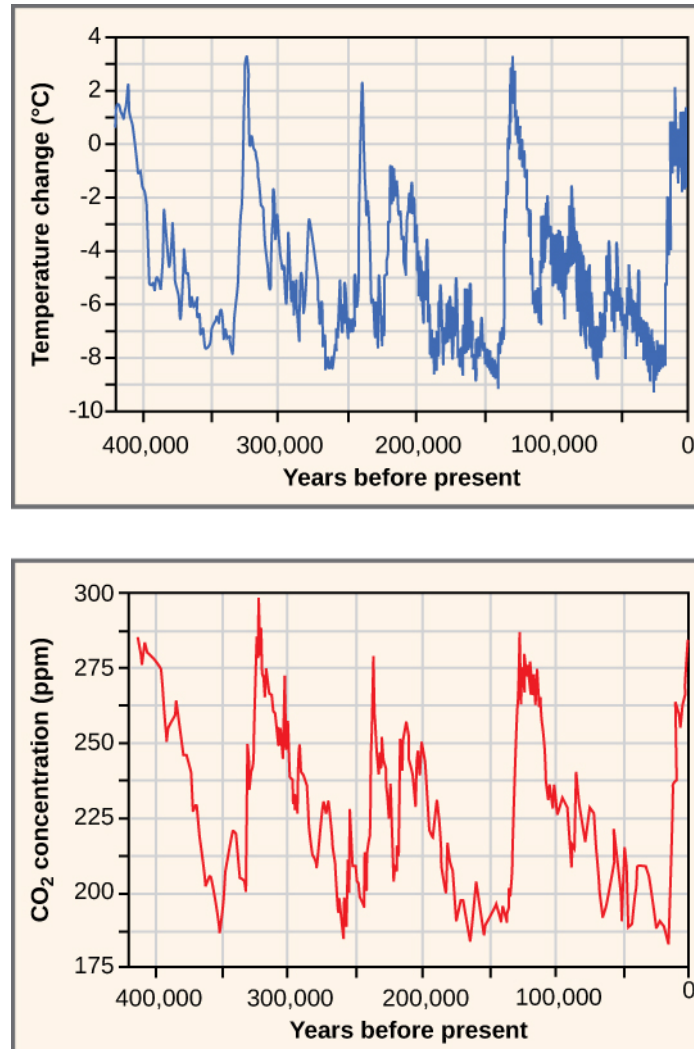 Temperature change (°C)
4
2
0
-2
-4
-6
-8
-10
400,000 300,000 200,000 100,000 0
Years before present
CO₂ concentration (ppm)
300
275
250
225
200
175
400,000 300,000 200,000 100,000 0
Years before present